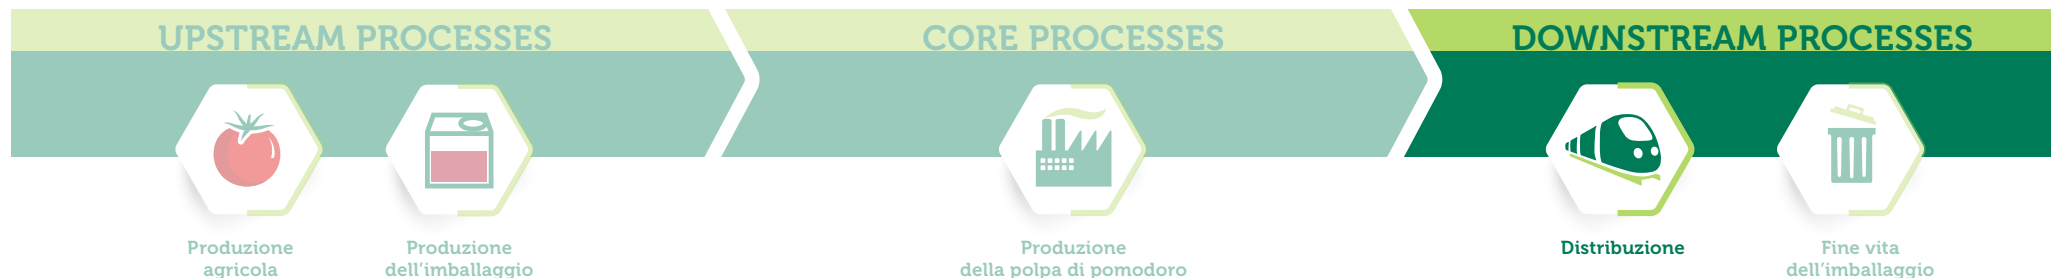 UPSTREAM PROCESSES
CORE PROCESSES
DOWNSTREAM PROCESSES
Produzione
agricola
Produzione
dell'imballaggio
Produzione
della polpa di pomodoro
Distribuzione
Fine vita
dell'imballaggio